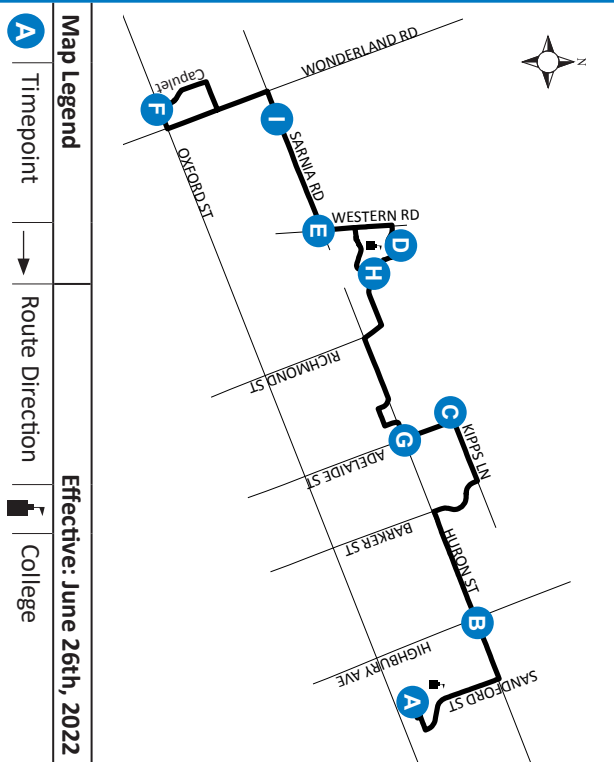 N
WONDERLAND RD
Capulet
F
I
OXFORD ST
SARNIA RD
WESTERN RD
E
D
H
RICHMOND ST
C
KIPPS LN
G
ADELAIDE ST
BARKER ST
HURON ST
B
HIGHBURY AVE
SANDFORD ST
A
Map Legend
Effective: June 26th, 2022
A Timepoint
Route Direction
College